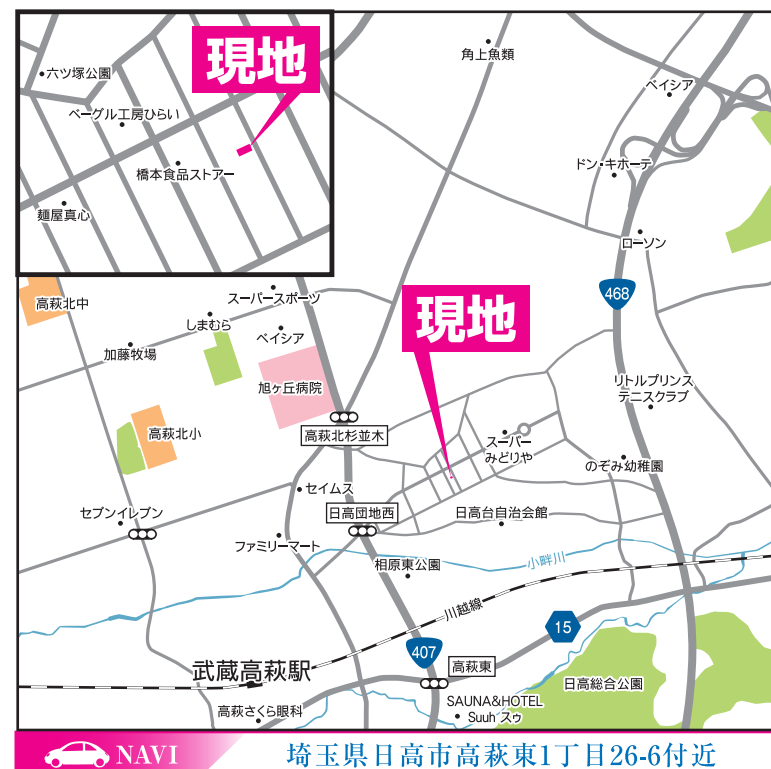 現地
六ツ塚公園
ベーグル工房ひらい
橋本食品ストアー
麺屋真心
角上魚類
ベイシア
ドン・キホーテ
ローソン
468
高萩北中
スーパースポーツ
しまむら
ベイシア
加藤牧場
現地
旭ヶ丘病院
リトルプリンス
テニスクラブ
高萩北小
高萩北杉並木
スーパー
みどりや
のぞみ幼稚園
セイムス
セブンイレブン
日高団地西
日高台自治会館
ファミリーマート
相原東公園
小畔川
川越線
15
407
武蔵高萩駅
高萩東
日高総合公園
SAUNA&HOTEL
Suuh スゥ
高萩さくら眼科
NAVI
埼玉県日高市高萩東1丁目26-6付近